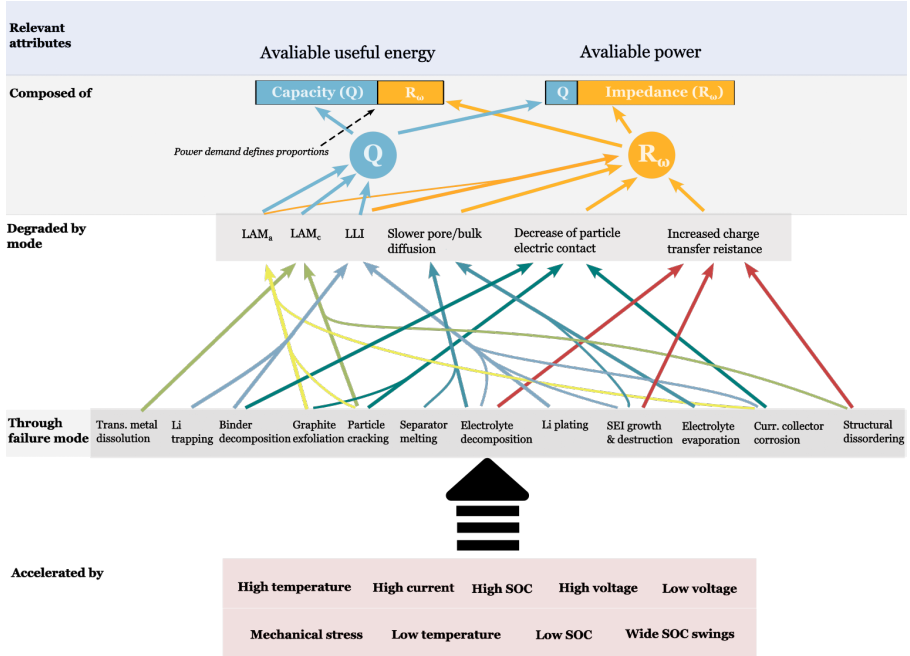 Relevant
attributes
Avaliable useful energy
Avaliable power
Composed of
Capacity (Q)
Rω
Q
Impedance (Rω)
Power demand defines proportions
Q
Rω
Degraded by
mode
LAMa
LAMc
LLI
Slower pore/bulk
diffusion
Decrease of particle
electric contact
Increased charge
transfer reistance
Through
failure mode
Trans. metal
dissolution
Li
trapping
Binder
decomposition
Graphite
exfoliation
Particle
cracking
Separator
melting
Electrolyte
decomposition
Li plating
SEI growth
& destruction
Electrolyte
evaporation
Curr. collector
corrosion
Structural
dissordering
Accelerated by
High temperature
High current
High SOC
High voltage
Low voltage
Mechanical stress
Low temperature
Low SOC
Wide SOC swings